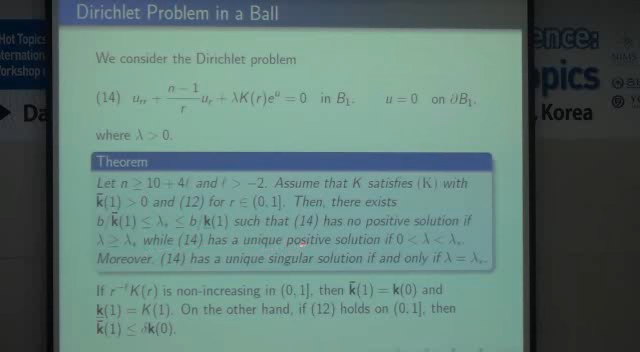 Dirichlet Problem in a Ball
Hot Topics
Internation
Workshop o
ence:
opics
Da
, Korea
We consider the Dirichlet problem
(14) u_{rr} + \frac{n-1}{r} u_r + λK(r)e^u = 0 in B_1, u = 0 on ∂B_1,
where λ > 0.
Theorem
Let n ≥ 10 + 4ℓ and ℓ > −2. Assume that K satisfies (K) with
k̄(1) > 0 and (12) for r ∈ (0, 1]. Then, there exists
b/k̄(1) ≤ λ_* ≤ b/k̲(1) such that (14) has no positive solution if
λ ≥ λ_* while (14) has a unique positive solution if 0 < λ < λ_*.
Moreover, (14) has a unique singular solution if and only if λ = λ_*.
If r^{−ℓ}K(r) is non-increasing in (0, 1], then k̄(1) = k(0) and
k̲(1) = K(1). On the other hand, if (12) holds on (0, 1], then
k̄(1) ≤ δk(0).